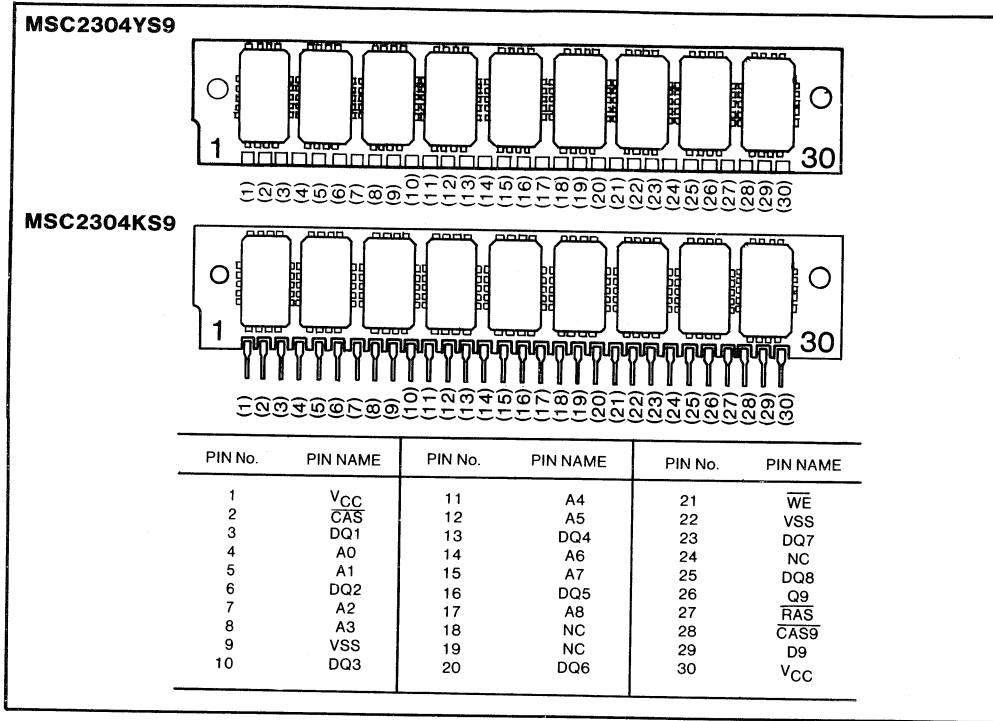 MSC2304YS9
1 30
(1) (2) (3) (4) (5) (6) (7) (8) (9) (10) (11) (12) (13) (14) (15) (16) (17) (18) (19) (20) (21) (22) (23) (24) (25) (26) (27) (28) (29) (30)
MSC2304KS9
1 30
(1) (2) (3) (4) (5) (6) (7) (8) (9) (10) (11) (12) (13) (14) (15) (16) (17) (18) (19) (20) (21) (22) (23) (24) (25) (26) (27) (28) (29) (30)
PIN No. PIN NAME PIN No. PIN NAME PIN No. PIN NAME
1 VCC 11 A4 21 W̅E̅
2 C̅A̅S̅ 12 A5 22 VSS
3 DQ1 13 DQ4 23 DQ7
4 A0 14 A6 24 NC
5 A1 15 A7 25 DQ8
6 DQ2 16 DQ5 26 Q9
7 A2 17 A8 27 R̅A̅S̅
8 A3 18 NC 28 C̅A̅S̅9̅
9 VSS 19 NC 29 D9
10 DQ3 20 DQ6 30 VCC